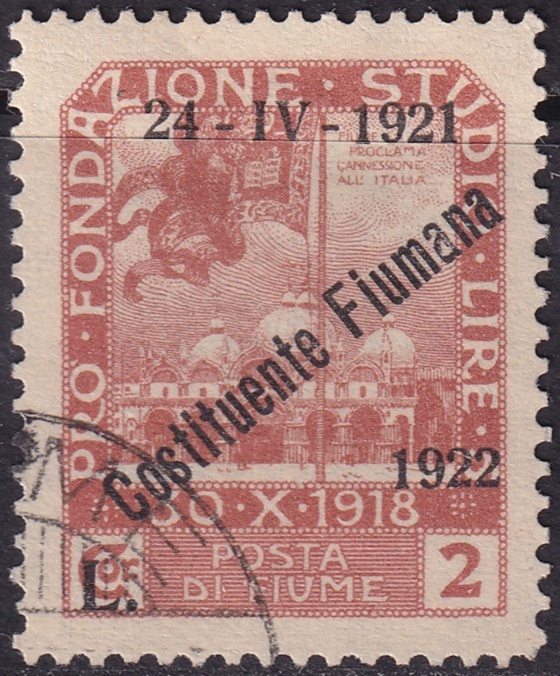 PRO · FONDAZIONE · STUDIO · LIRE ·
24 - IV - 1921
PROCLAMA
L'ANNESSIONE
ALL' ITALIA
Costituente Fiumana
1922
30 · X · 1918
L.
POSTA
DI FIUME
2